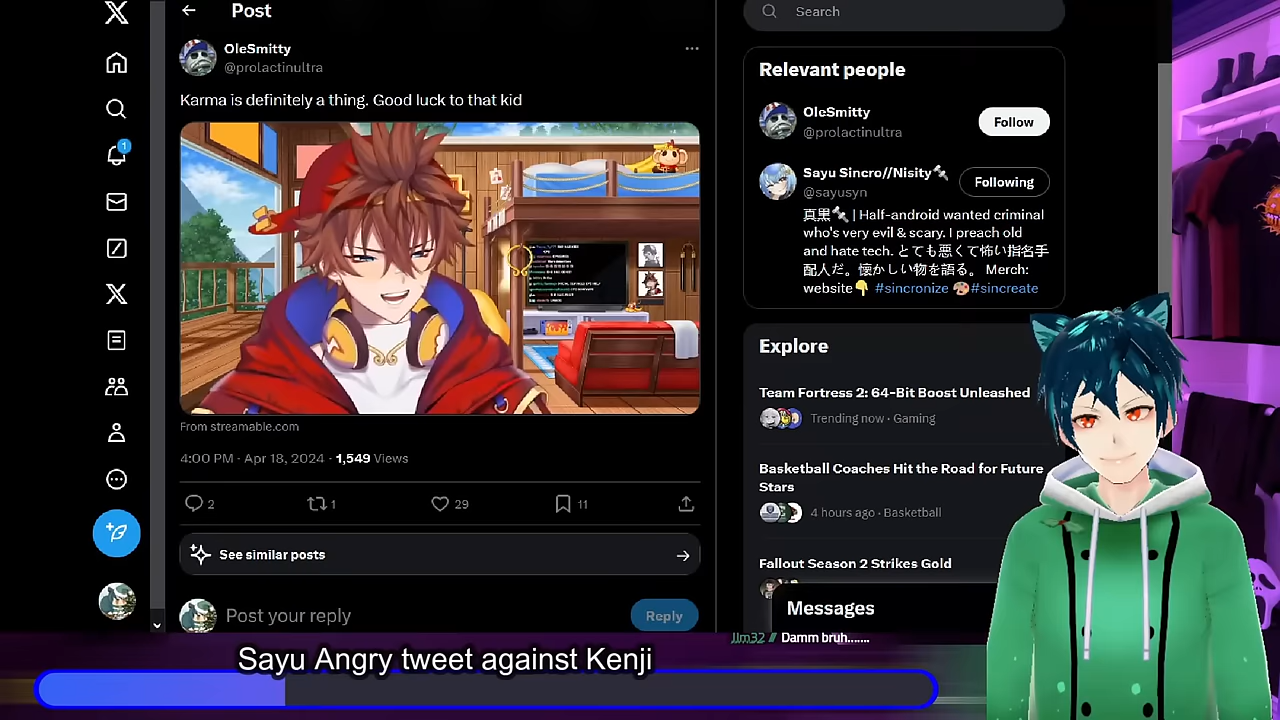 Post
Search
OleSmitty
@prolactinultra
Karma is definitely a thing. Good luck to that kid
From streamable.com
4:00 PM · Apr 18, 2024 · 1,549 Views
2
1
29
11
See similar posts
Post your reply
Reply
1
Relevant people
OleSmitty
@prolactinultra
Follow
Sayu Sincro//Nisity
@sayusyn
Following
真黒 | Half-android wanted criminal
who's very evil & scary. I preach old
and hate tech. とても悪くて怖い指名手
配人だ。懐かしい物を語る。 Merch:
website #sincronize #sincreate
Explore
Team Fortress 2: 64-Bit Boost Unleashed
Trending now · Gaming
Basketball Coaches Hit the Road for Future
Stars
4 hours ago · Basketball
Fallout Season 2 Strikes Gold
Messages
JJm32 // Damm bruh.......
Sayu Angry tweet against Kenji